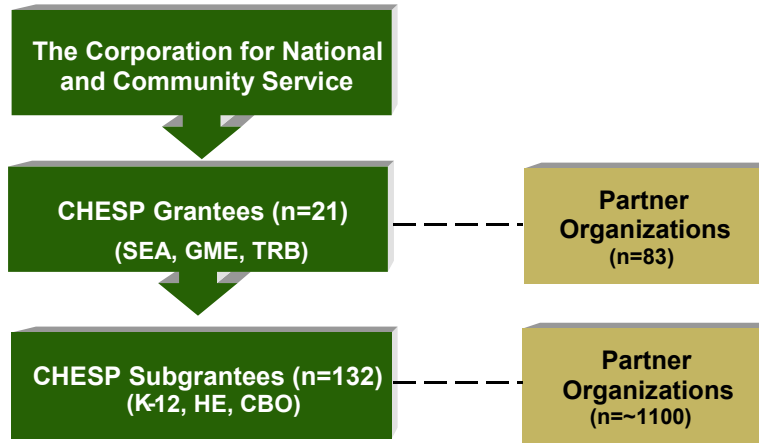 The Corporation for National
and Community Service
CHESP Grantees (n=21)
(SEA, GME, TRB)
Partner
Organizations
(n=83)
CHESP Subgrantees (n=132)
(K-12, HE, CBO)
Partner
Organizations
(n=~1100)